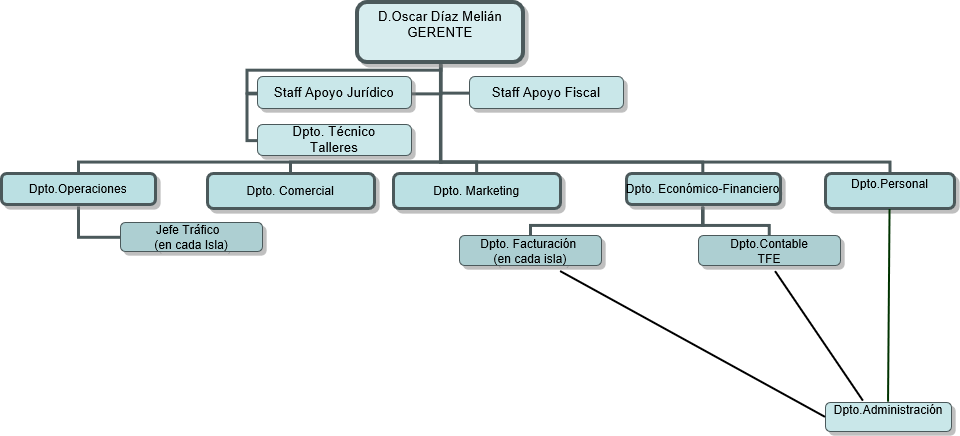 D.Oscar Díaz Melián
GERENTE
Staff Apoyo Jurídico
Staff Apoyo Fiscal
Dpto. Técnico
Talleres
Dpto.Operaciones
Dpto. Comercial
Dpto. Marketing
Dpto. Económico-Financiero
Dpto.Personal
Jefe Tráfico
(en cada Isla)
Dpto. Facturación
(en cada isla)
Dpto.Contable
TFE
Dpto.Administración